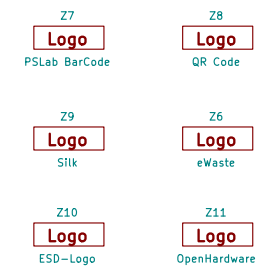 Z7
Logo
PSLab BarCode
Z8
Logo
QR Code
Z9
Logo
Silk
Z6
Logo
eWaste
Z10
Logo
ESD-Logo
Z11
Logo
OpenHardware